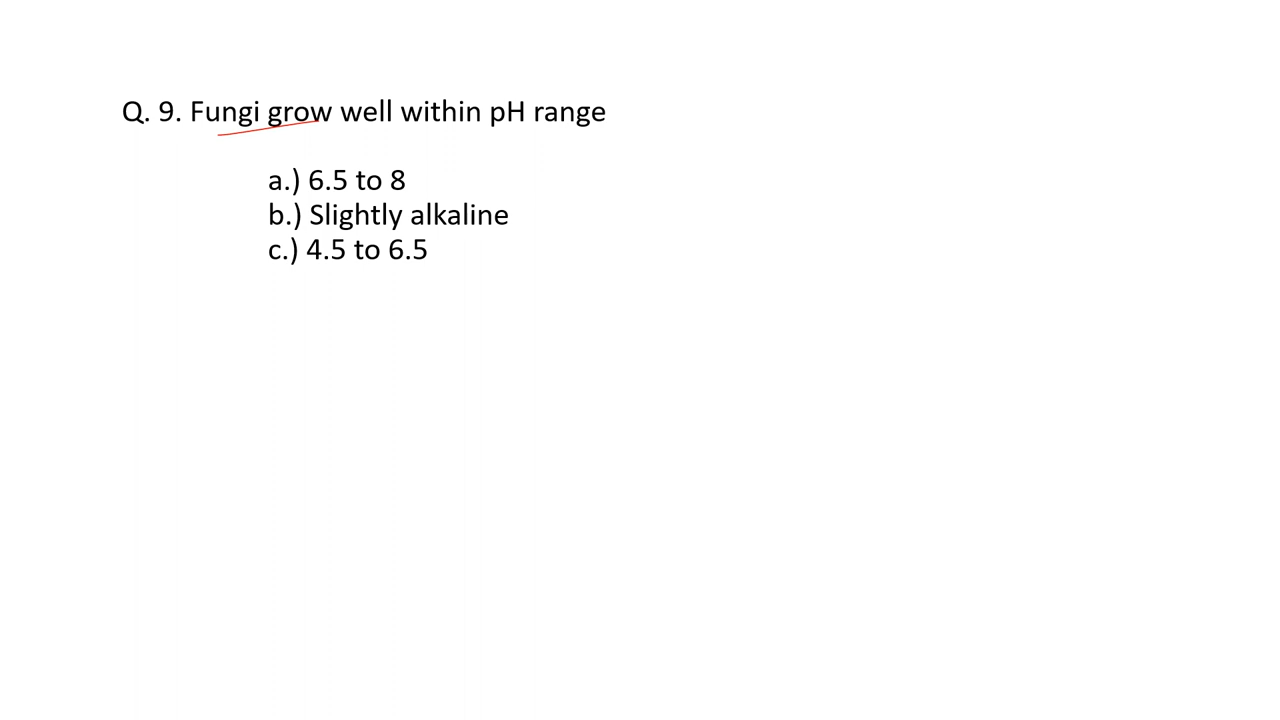 Q. 9. Fungi grow well within pH range
a.) 6.5 to 8
b.) Slightly alkaline
c.) 4.5 to 6.5